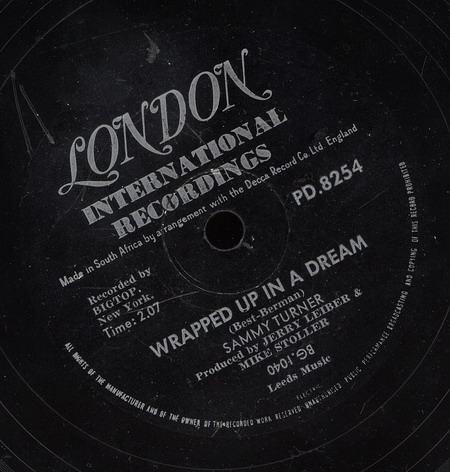 LONDON
INTERNATIONAL
RECORDINGS
Made in South Africa by arrangement with the Decca Record Co. Ltd England
PD.8254
Recorded by
BIGTOP,
New York.
Time: 2.07
WRAPPED UP IN A DREAM
(Best-Berman)
SAMMY TURNER
Produced by JERRY LEIBER &
MIKE STOLLER
BG.1040
Leeds Music
ELECTRIC
ALL RIGHTS OF THE MANUFACTURER AND OF THE OWNER OF THE RECORDED WORK RESERVED UNAUTHORISED PUBLIC PERFORMANCE BROADCASTING AND COPYING OF THIS RECORD PROHIBITED